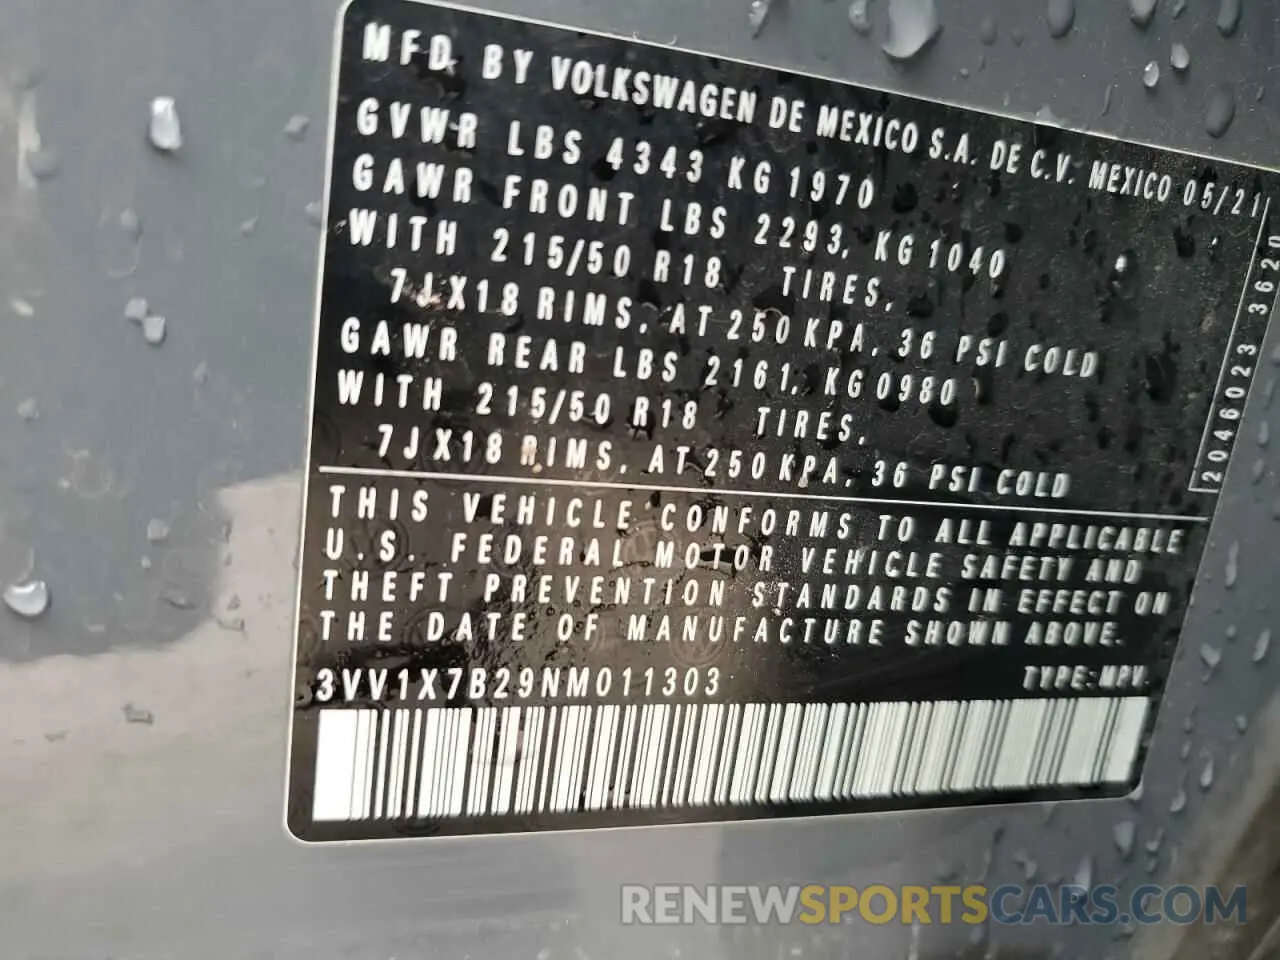 MFD BY VOLKSWAGEN DE MEXICO S.A. DE C.V. MEXICO 05/21
GVWR LBS 4343 KG 1970
GAWR FRONT LBS 2293, KG 1040
WITH 215/50 R18 TIRES,
7JX18 RIMS, AT 250 KPA, 36 PSI COLD
GAWR REAR LBS 2161, KG 0980
WITH 215/50 R18 TIRES,
7JX18 RIMS, AT 250 KPA, 36 PSI COLD
2046023 3620
THIS VEHICLE CONFORMS TO ALL APPLICABLE
U.S. FEDERAL MOTOR VEHICLE SAFETY AND
THEFT PREVENTION STANDARDS IN EFFECT ON
THE DATE OF MANUFACTURE SHOWN ABOVE.
3VV1X7B29NM011303 TYPE: MPV
RENEWSPORTSCARS.COM